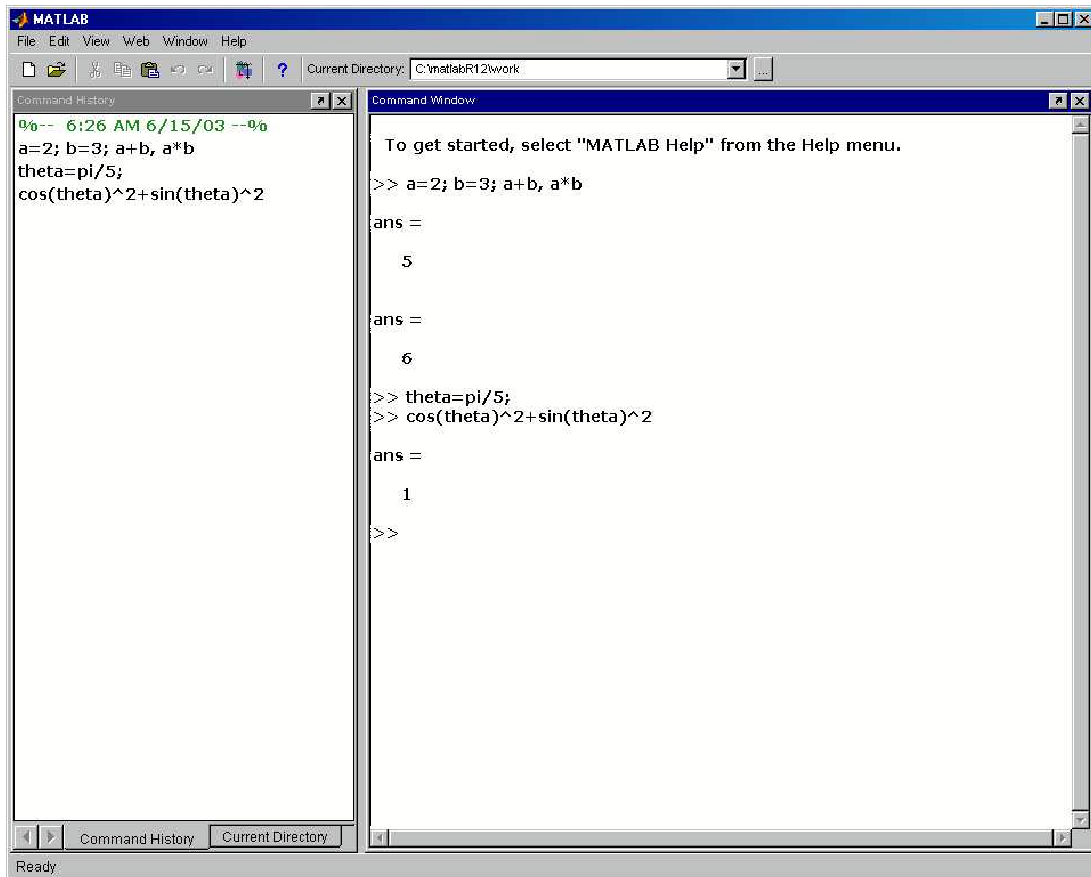 MATLAB
File Edit View Web Window Help
Current Directory: C:\matlabR12\work ...
Command History
%-- 6:26 AM 6/15/03 --%
a=2; b=3; a+b, a*b
theta=pi/5;
cos(theta)^2+sin(theta)^2
Command History Current Directory
Command Window
To get started, select "MATLAB Help" from the Help menu.
>> a=2; b=3; a+b, a*b
ans =
5
ans =
6
>> theta=pi/5;
>> cos(theta)^2+sin(theta)^2
ans =
1
>>
Ready